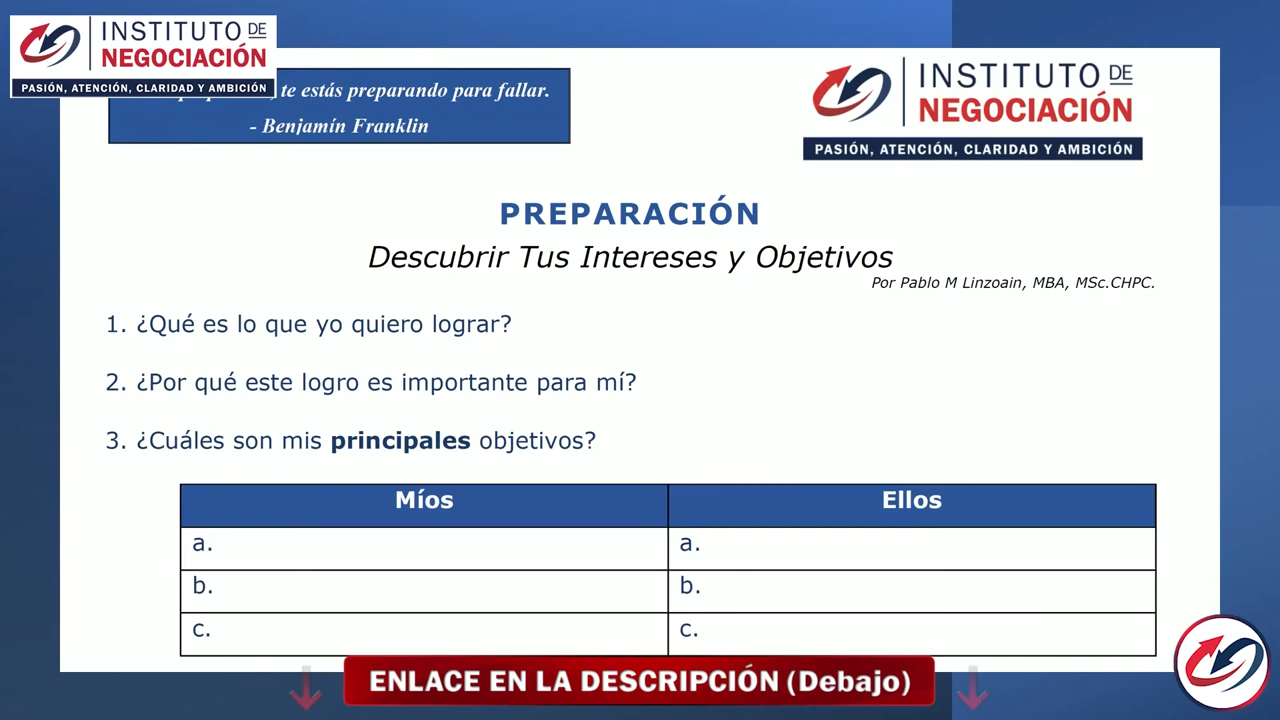 INSTITUTO DE
NEGOCIACIÓN
PASIÓN, ATENCIÓN, CLARIDAD Y AMBICIÓN
te estás preparando para fallar.
- Benjamín Franklin
INSTITUTO DE
NEGOCIACIÓN
PASIÓN, ATENCIÓN, CLARIDAD Y AMBICIÓN
PREPARACIÓN
Descubrir Tus Intereses y Objetivos
Por Pablo M Linzoain, MBA, MSc.CHPC.
1. ¿Qué es lo que yo quiero lograr?
2. ¿Por qué este logro es importante para mí?
3. ¿Cuáles son mis principales objetivos?
Míos Ellos
a. a.
b. b.
c. c.
ENLACE EN LA DESCRIPCIÓN (Debajo)